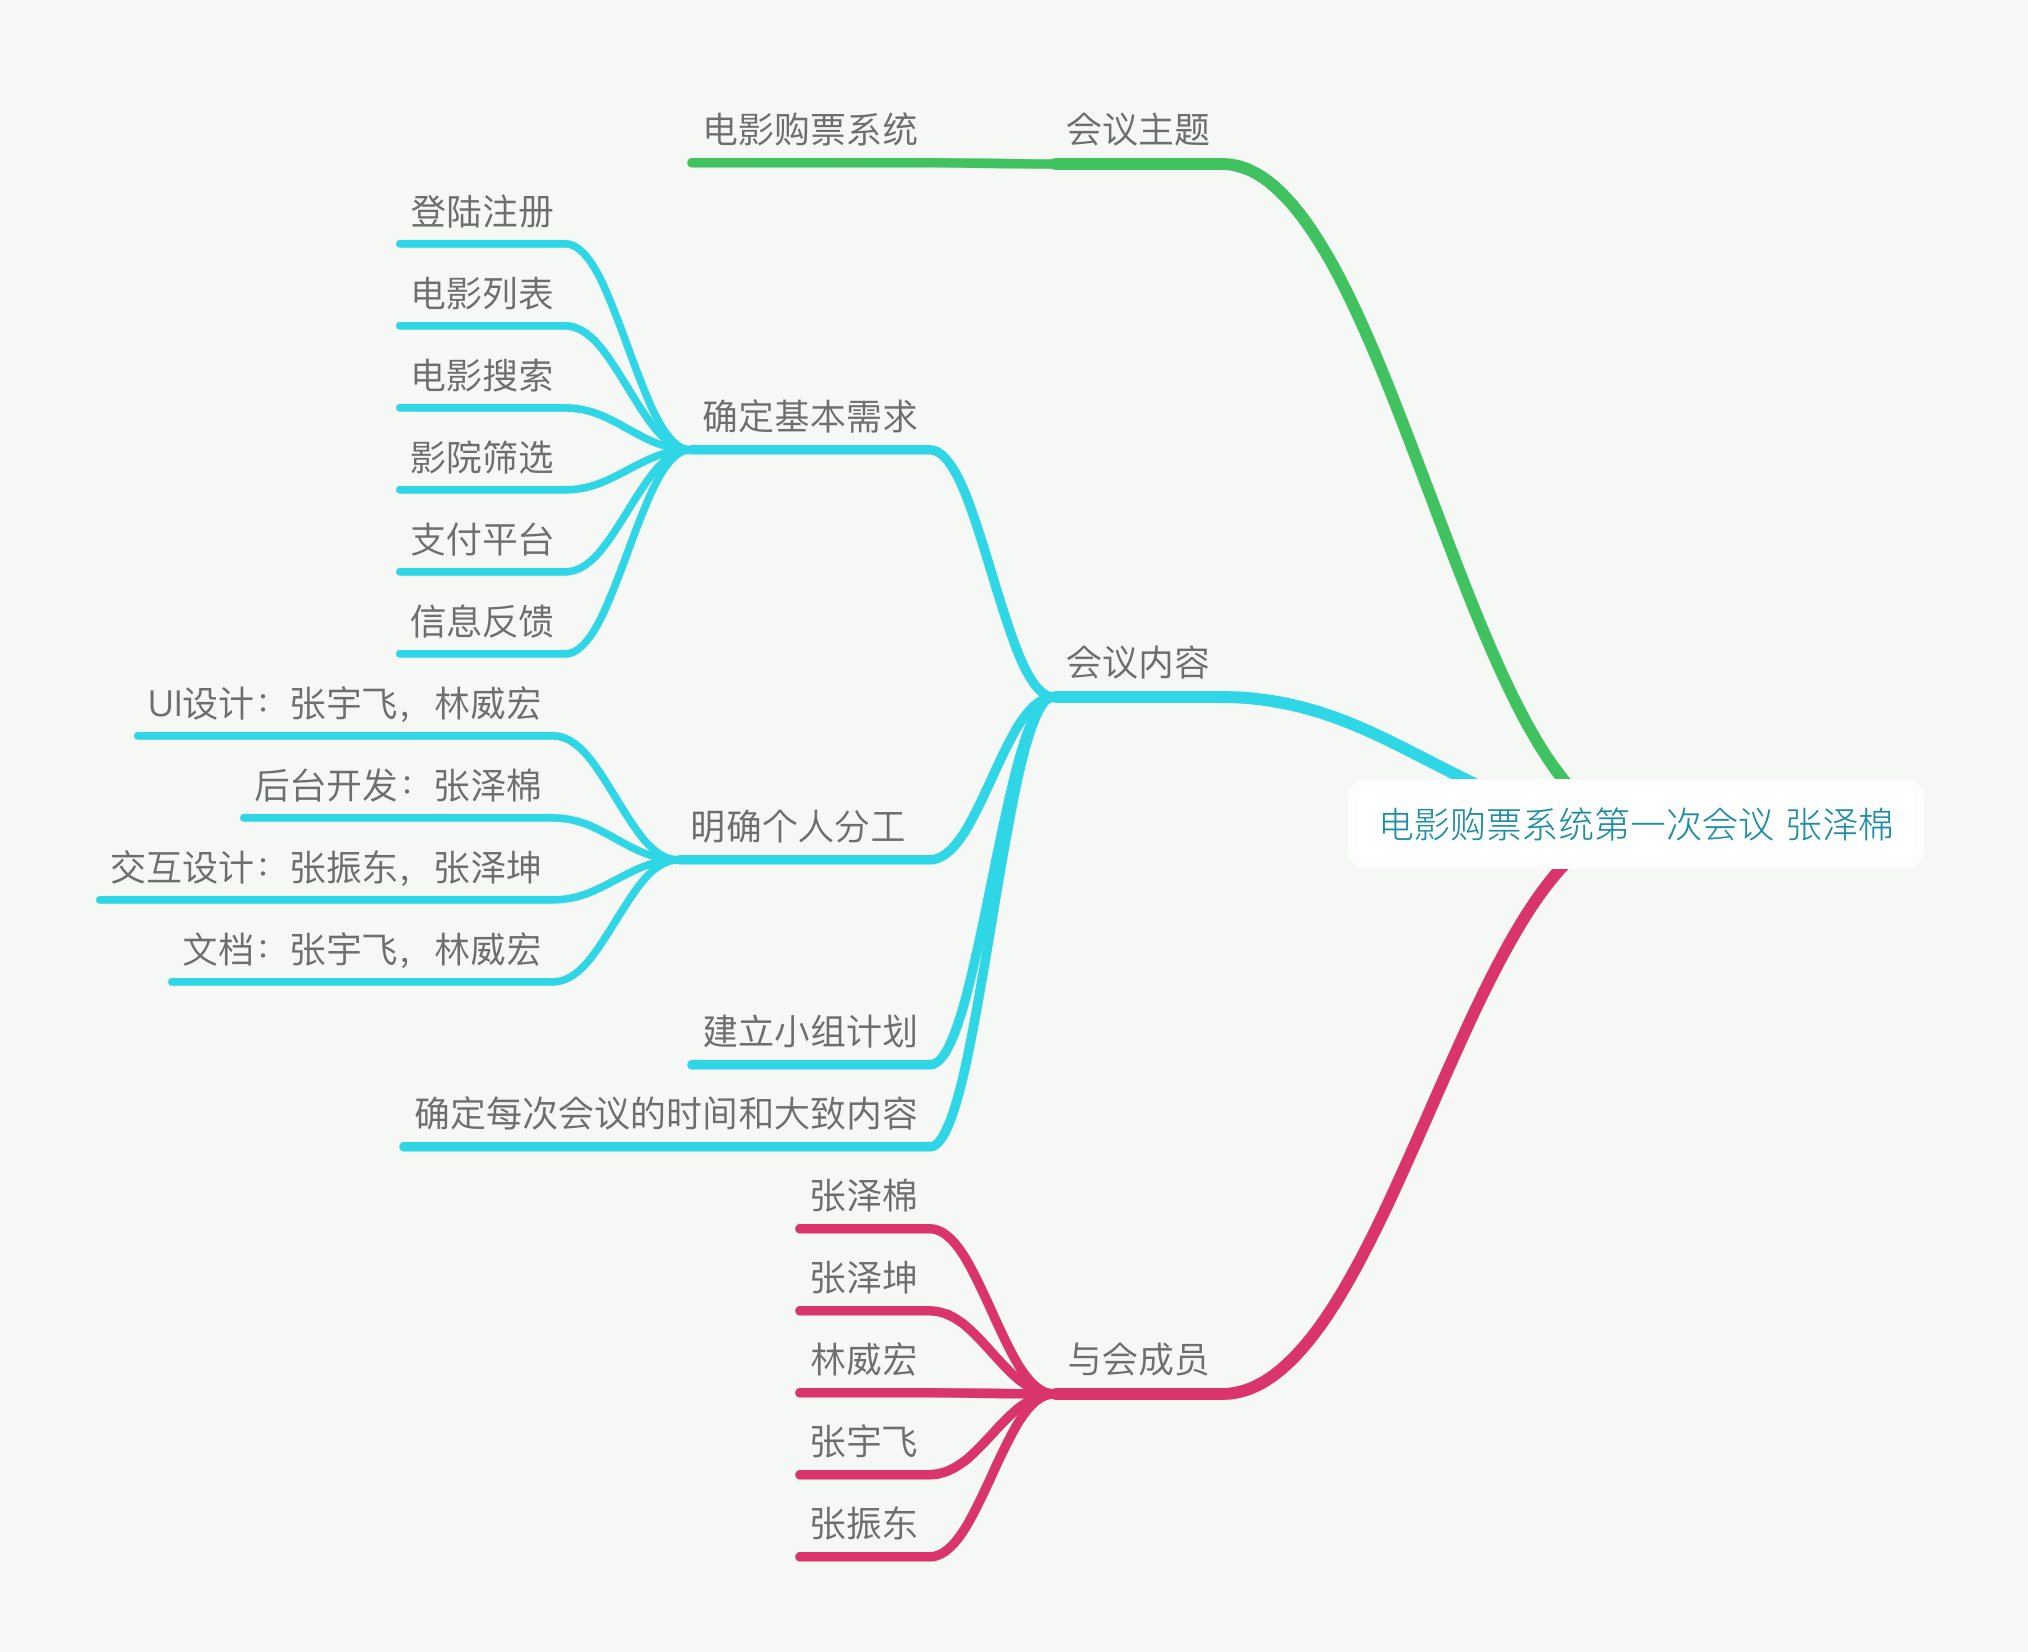 电影购票系统第一次会议 张泽棉
会议主题
电影购票系统
会议内容
确定基本需求
登陆注册
电影列表
电影搜索
影院筛选
支付平台
信息反馈
明确个人分工
UI设计：张宇飞，林威宏
后台开发：张泽棉
交互设计：张振东，张泽坤
文档：张宇飞，林威宏
建立小组计划
确定每次会议的时间和大致内容
与会成员
张泽棉
张泽坤
林威宏
张宇飞
张振东